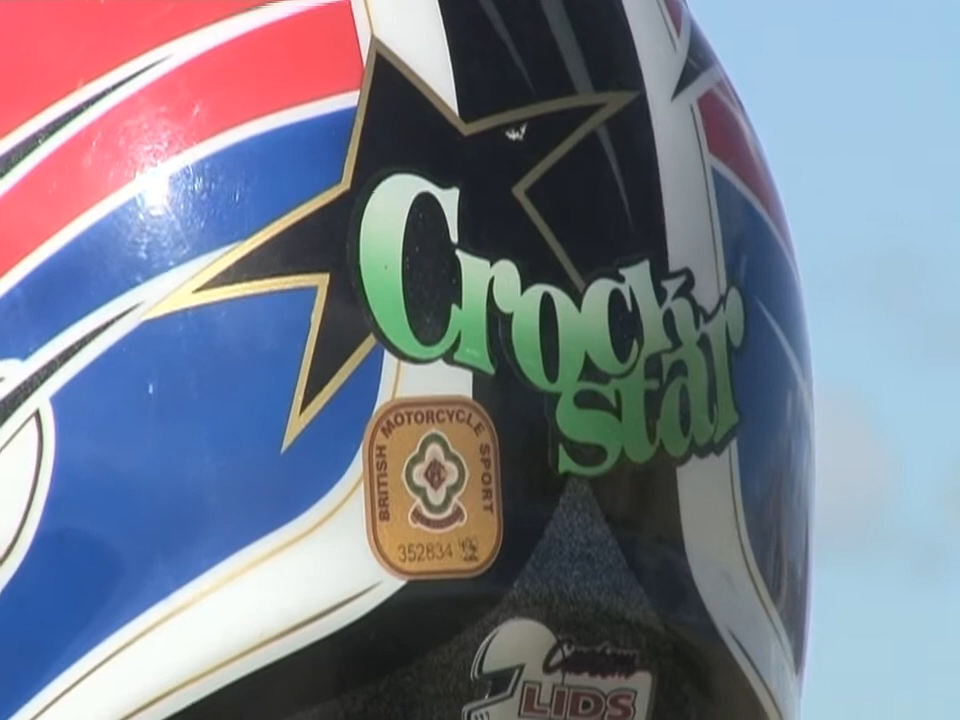 Crock
star
BRITISH MOTORCYCLE SPORT
352834
Custom
LIDS